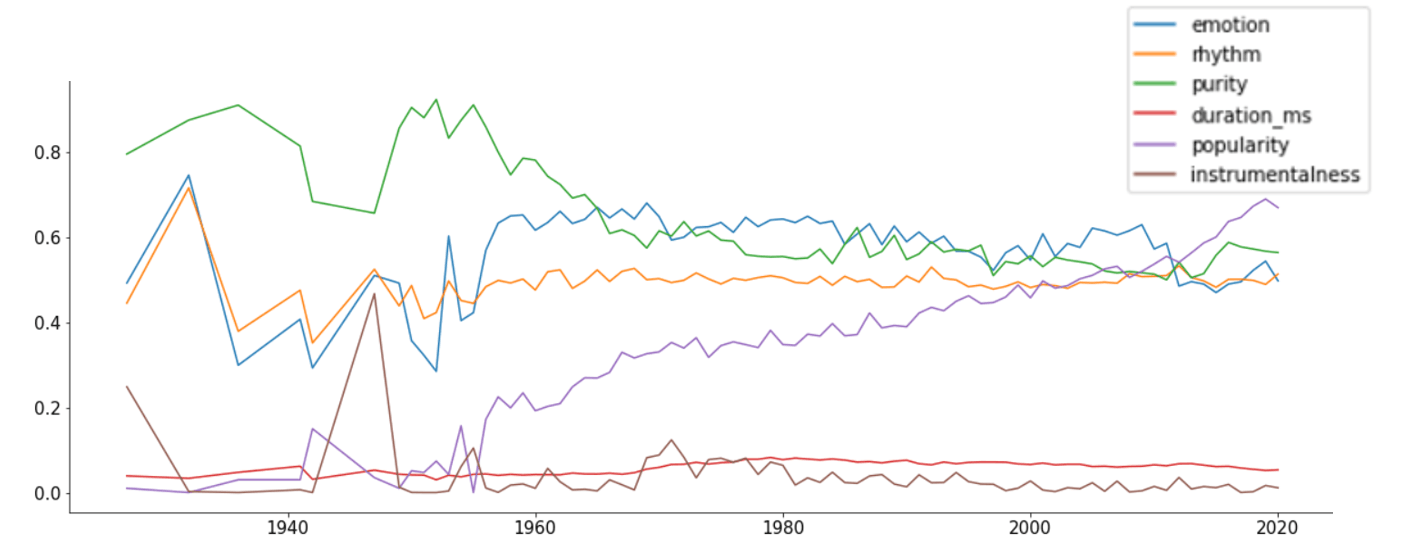 emotion
rhythm
purity
duration_ms
popularity
instrumentalness
0.8
0.6
0.4
0.2
0.0
1940 1960 1980 2000 2020